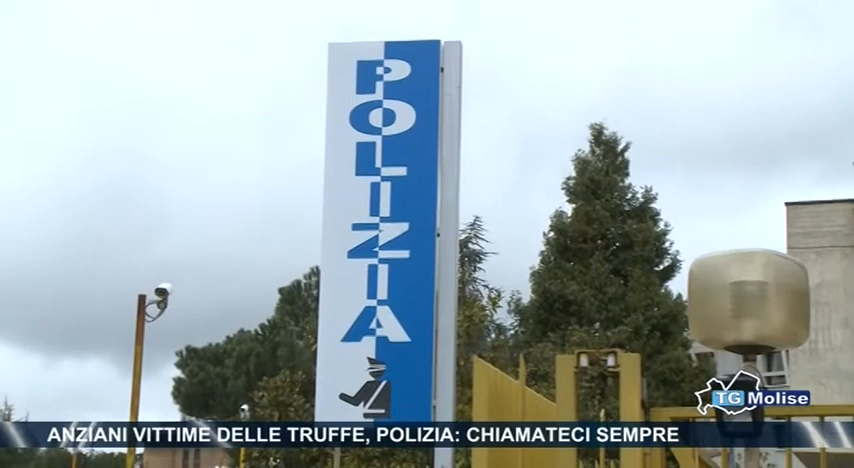 POLIZIA
TG Molise
ANZIANI VITTIME DELLE TRUFFE, POLIZIA: CHIAMATECI SEMPRE